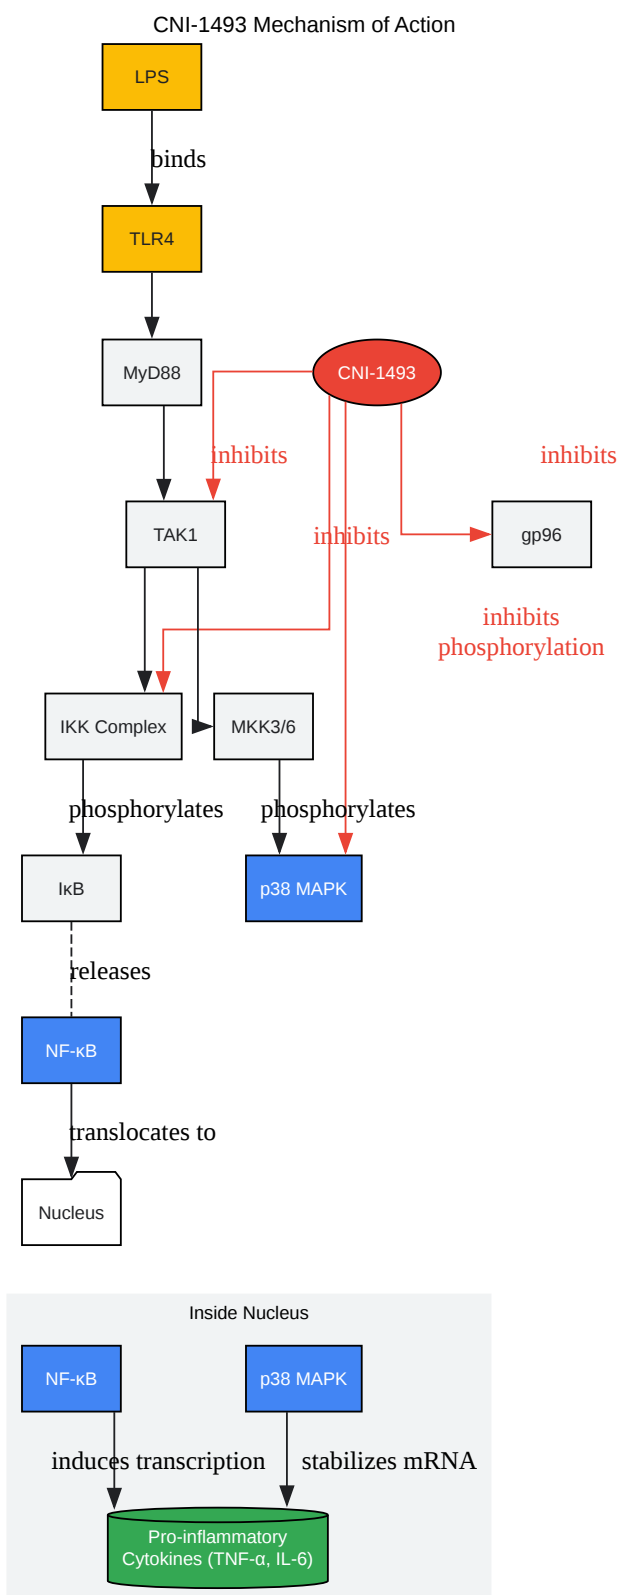 CNI-1493 Mechanism of Action
LPS
binds
TLR4
MyD88
CNI-1493
inhibits
inhibits
TAK1
inhibits
gp96
inhibits
phosphorylation
IKK Complex
MKK3/6
phosphorylates
phosphorylates
IκB
p38 MAPK
releases
NF-κB
translocates to
Nucleus
Inside Nucleus
NF-κB
p38 MAPK
induces transcription
stabilizes mRNA
Pro-inflammatory
Cytokines (TNF-α, IL-6)